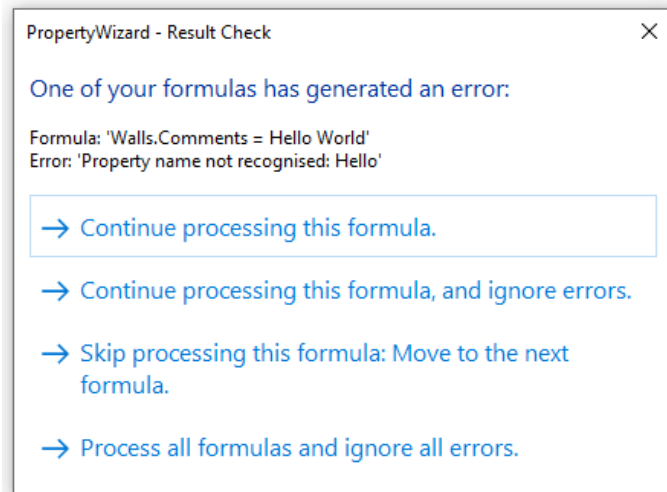 PropertyWizard - Result Check
One of your formulas has generated an error:
Formula: 'Walls.Comments = Hello World'
Error: 'Property name not recognised: Hello'
→ Continue processing this formula.
→ Continue processing this formula, and ignore errors.
→ Skip processing this formula: Move to the next
formula.
→ Process all formulas and ignore all errors.